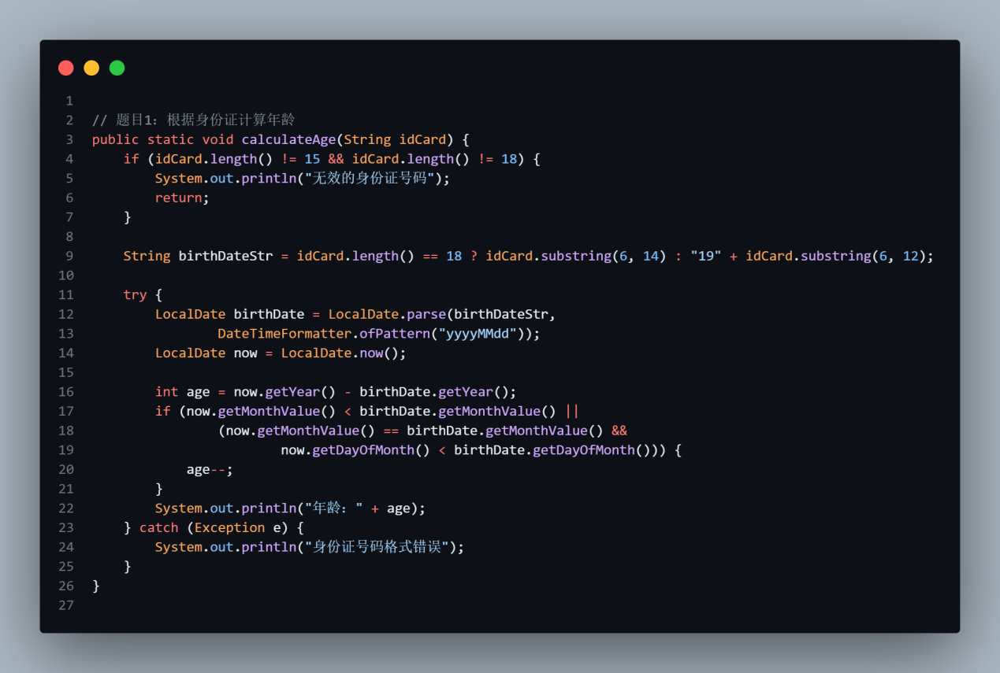 1
2 // 题目1：根据身份证计算年龄
3 public static void calculateAge(String idCard) {
4     if (idCard.length() != 15 && idCard.length() != 18) {
5         System.out.println("无效的身份证号码");
6         return;
7     }
8
9     String birthDateStr = idCard.length() == 18 ? idCard.substring(6, 14) : "19" + idCard.substring(6, 12);
10
11     try {
12         LocalDate birthDate = LocalDate.parse(birthDateStr,
13                 DateTimeFormatter.ofPattern("yyyyMMdd"));
14         LocalDate now = LocalDate.now();
15
16         int age = now.getYear() - birthDate.getYear();
17         if (now.getMonthValue() < birthDate.getMonthValue() ||
18                 (now.getMonthValue() == birthDate.getMonthValue() &&
19                         now.getDayOfMonth() < birthDate.getDayOfMonth())) {
20             age--;
21         }
22         System.out.println("年龄：" + age);
23     } catch (Exception e) {
24         System.out.println("身份证号码格式错误");
25     }
26 }
27